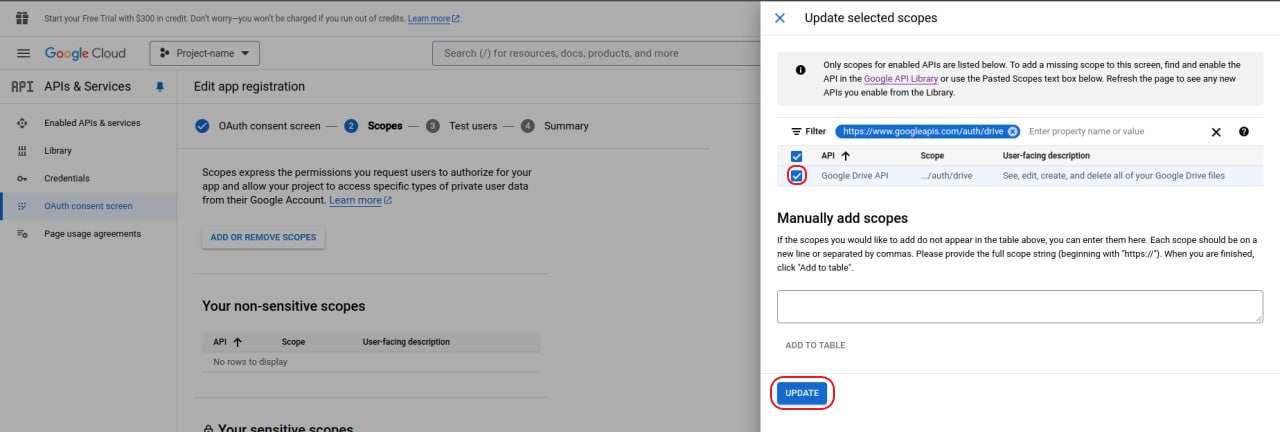 Start your Free Trial with $300 in credit. Don't worry—you won't be charged if you run out of credits. Learn more
Google Cloud
Project-name
Search (/) for resources, docs, products, and more
API APIs & Services
Enabled APIs & services
Library
Credentials
OAuth consent screen
Page usage agreements
Edit app registration
OAuth consent screen — 2 Scopes — 3 Test users — 4 Summary
Scopes express the permissions you request users to authorize for your
app and allow your project to access specific types of private user data
from their Google Account. Learn more
ADD OR REMOVE SCOPES
Your non-sensitive scopes
API Scope User-facing description
No rows to display
Your sensitive scopes
Update selected scopes
Only scopes for enabled APIs are listed below. To add a missing scope to this screen, find and enable the
API in the Google API Library or use the Pasted Scopes text box below. Refresh the page to see any new
APIs you enable from the Library.
Filter https://www.googleapis.com/auth/drive Enter property name or value
API Scope User-facing description
Google Drive API .../auth/drive See, edit, create, and delete all of your Google Drive files
Manually add scopes
If the scopes you would like to add do not appear in the table above, you can enter them here. Each scope should be on a
new line or separated by commas. Please provide the full scope string (beginning with "https://"). When you are finished,
click "Add to table".
ADD TO TABLE
UPDATE